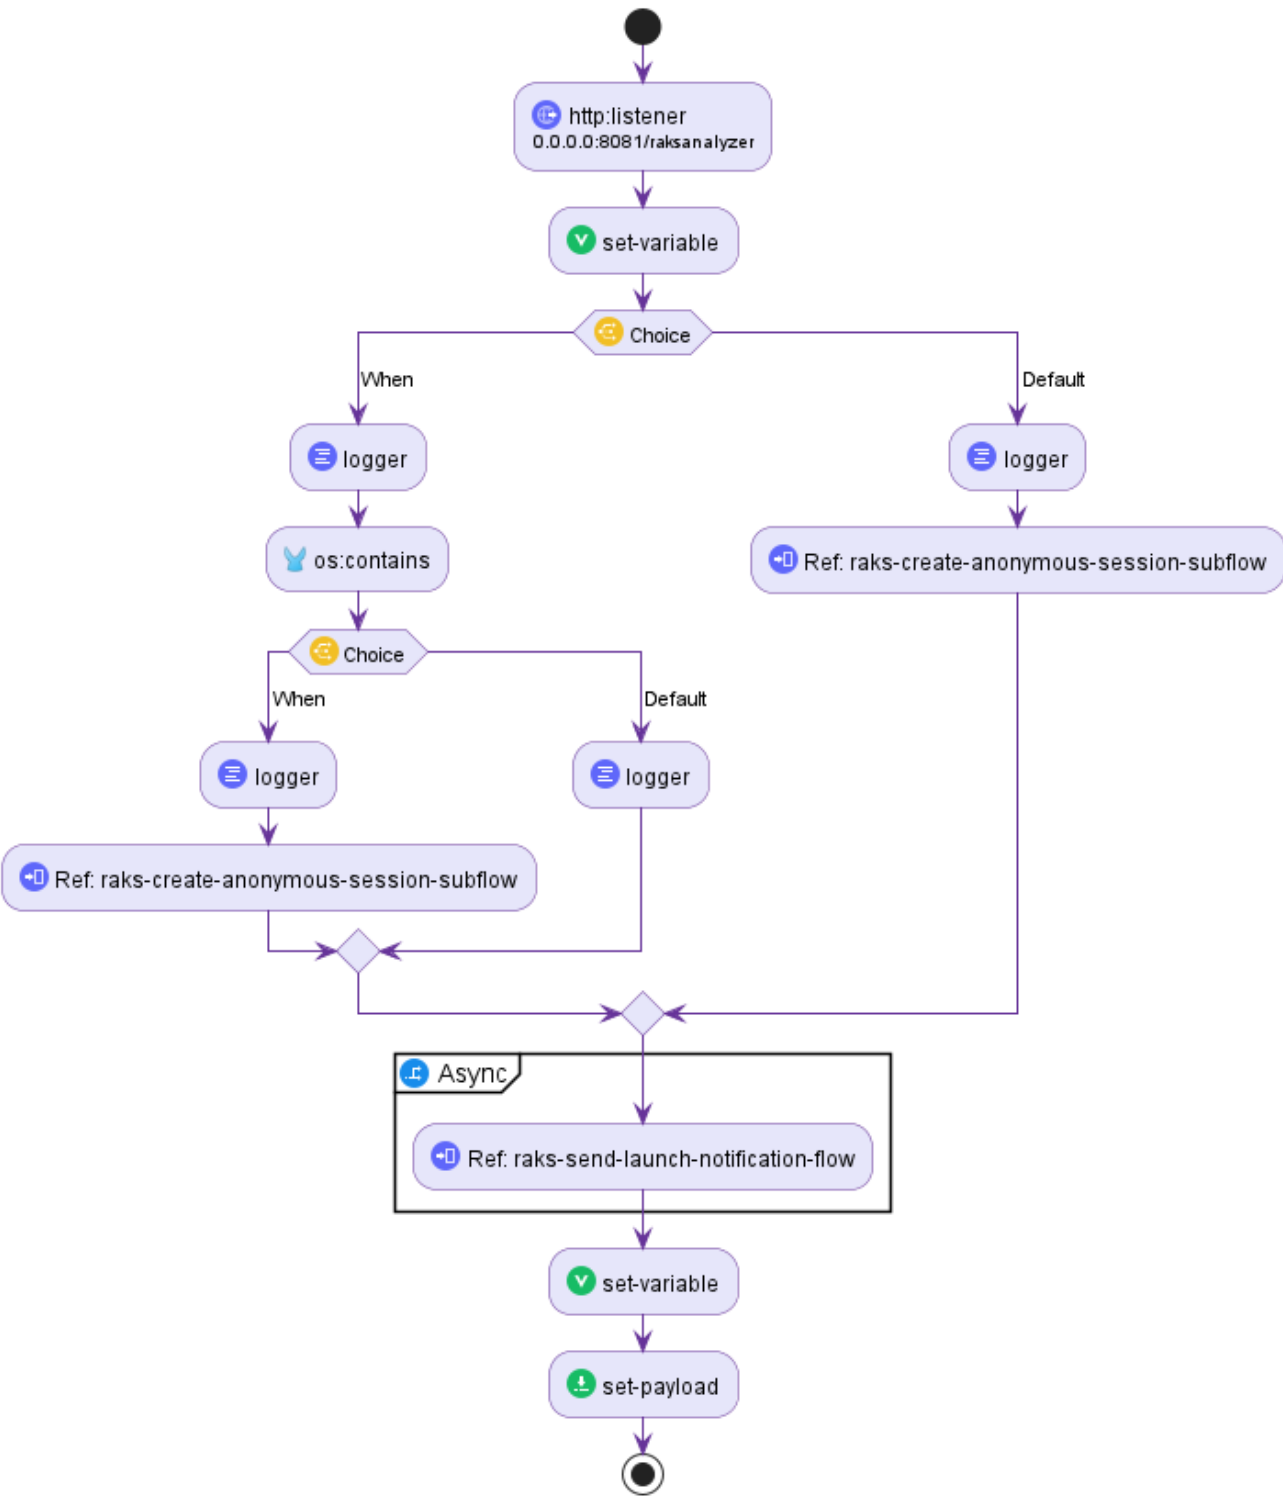 http:listener
0.0.0.0:8081/raksanalyzer
set-variable
Choice
When
Default
logger
logger
os:contains
Ref: raks-create-anonymous-session-subflow
Choice
When
Default
logger
logger
Ref: raks-create-anonymous-session-subflow
Async
Ref: raks-send-launch-notification-flow
set-variable
set-payload